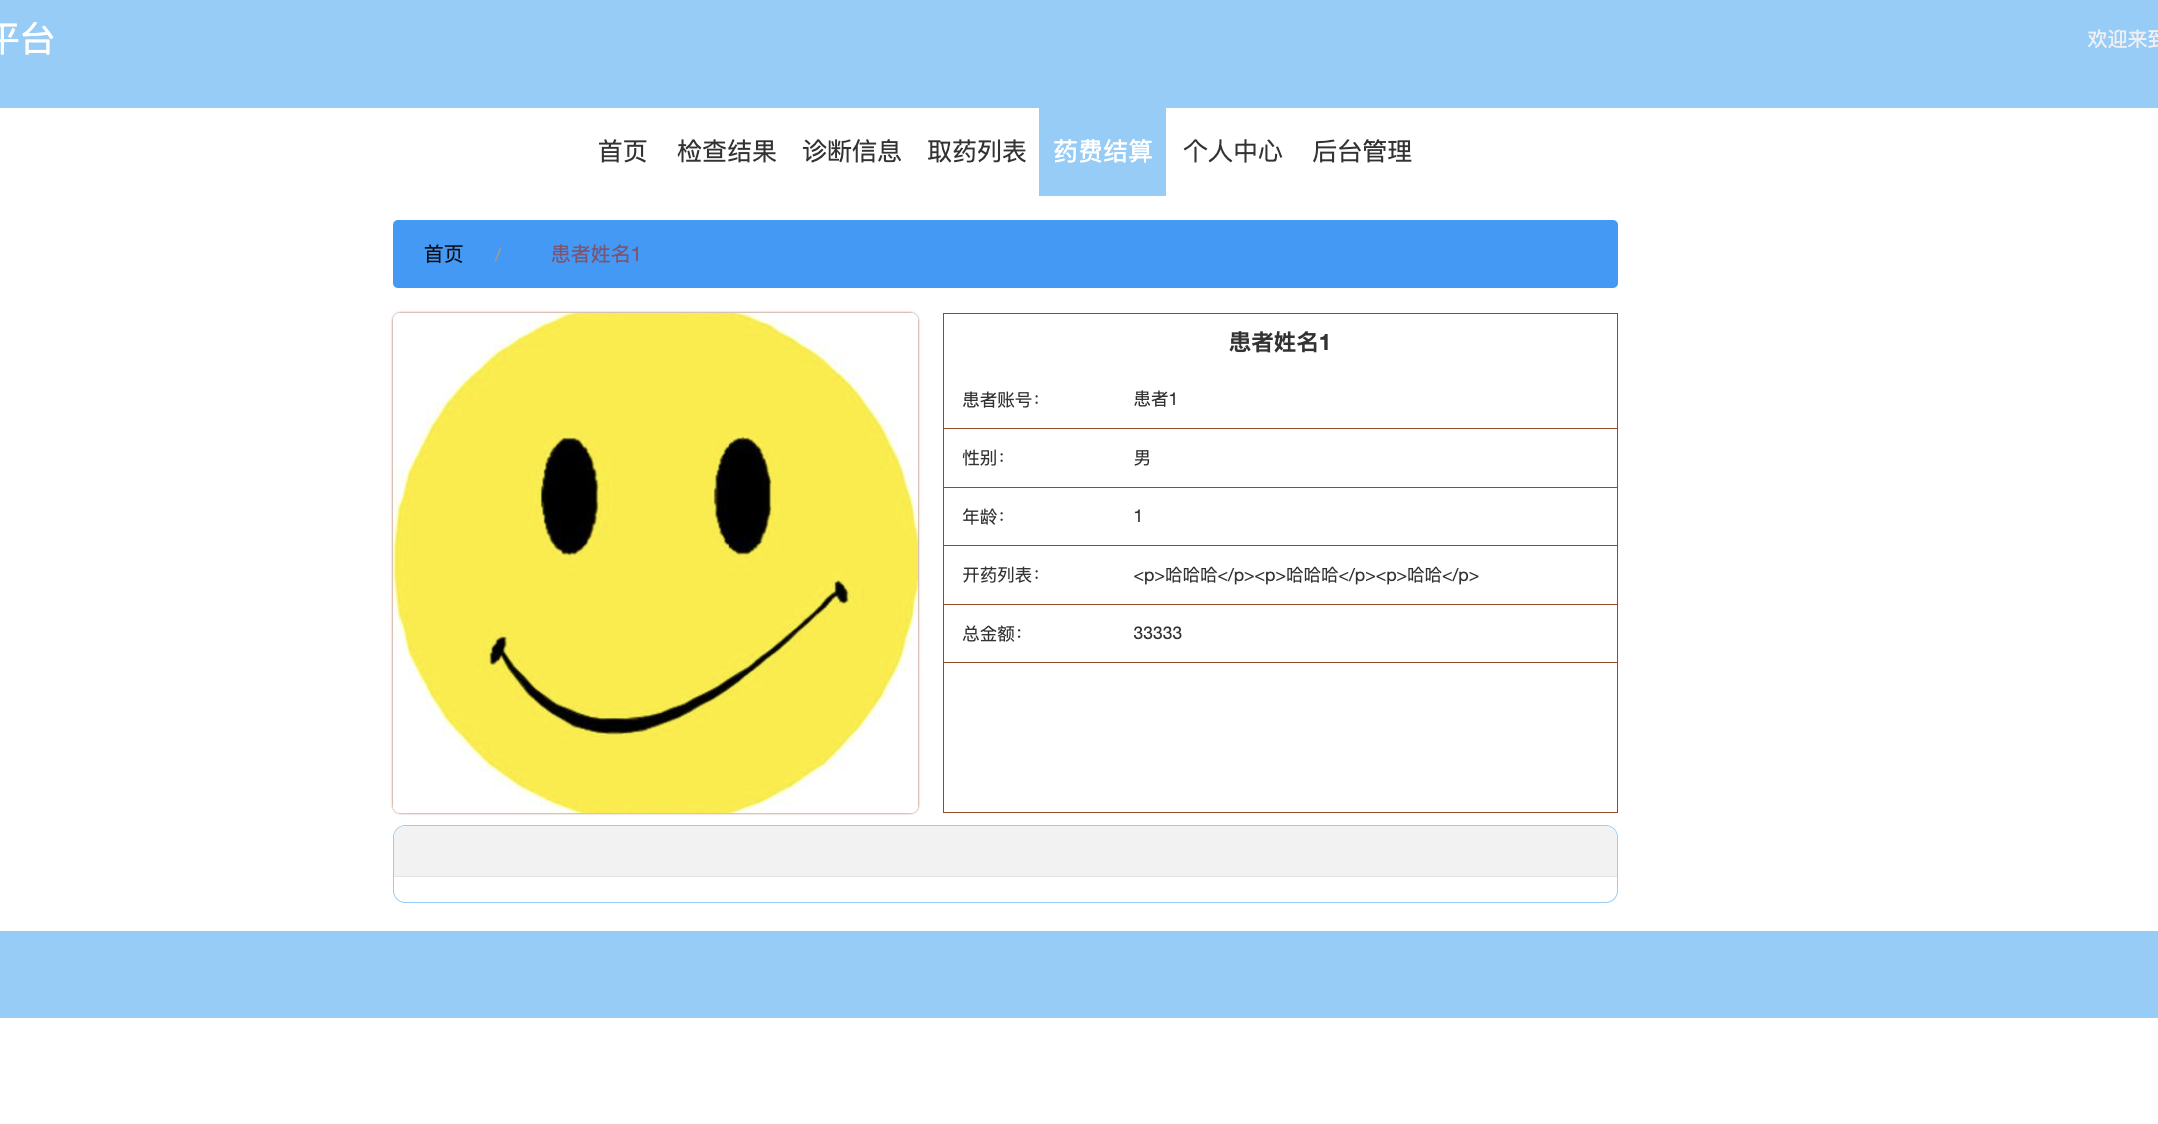 平台
欢迎来到
首页 检查结果 诊断信息 取药列表 药费结算 个人中心 后台管理
首页 / 患者姓名1
患者姓名1
患者账号： 患者1
性别： 男
年龄： 1
开药列表： <p>哈哈哈</p><p>哈哈哈</p><p>哈哈</p>
总金额： 33333